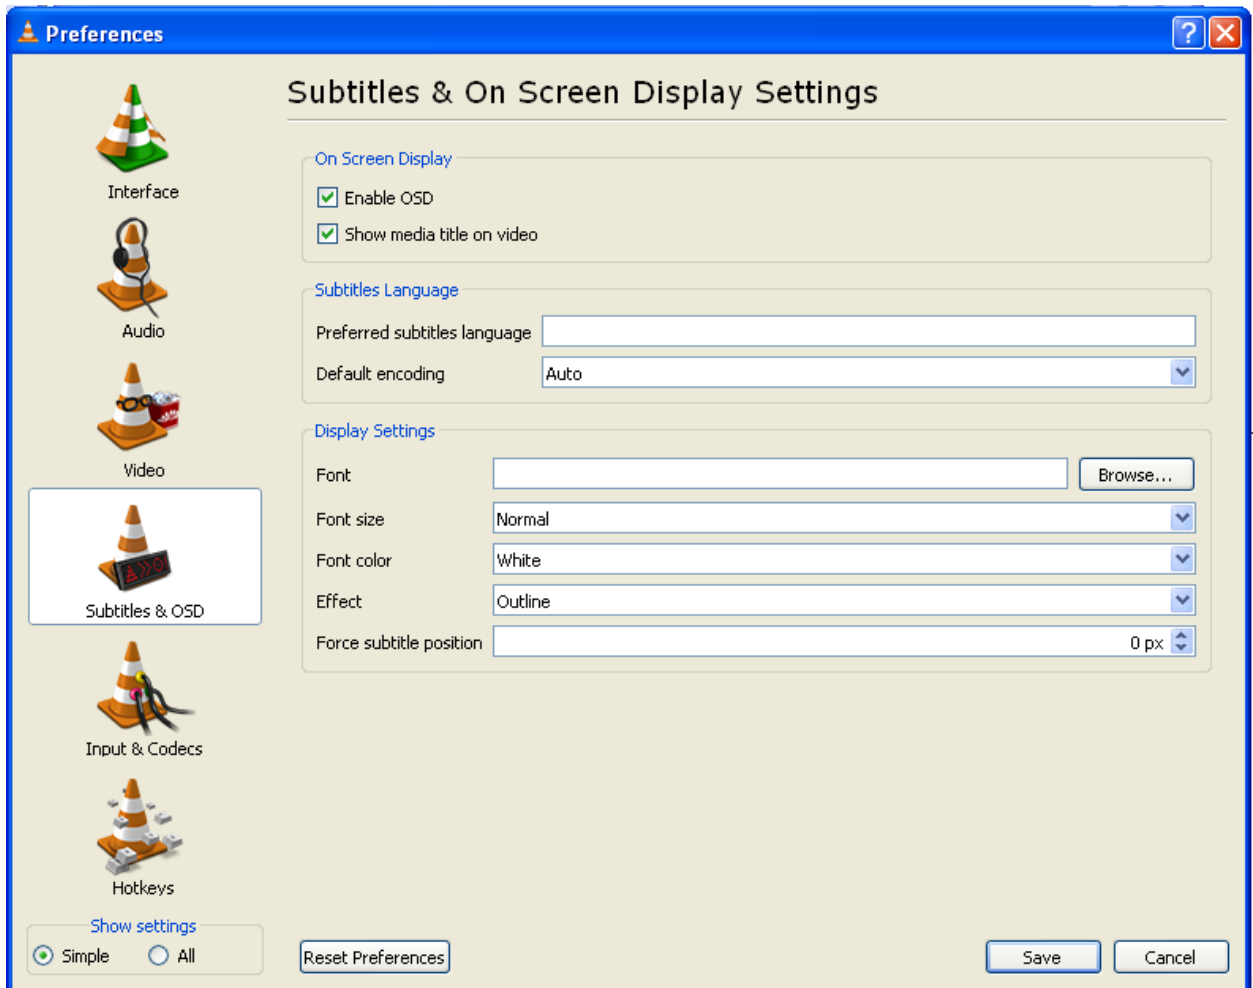 Preferences
Interface
Audio
Video
Subtitles & OSD
Input & Codecs
Hotkeys
Show settings
Simple All
Subtitles & On Screen Display Settings
On Screen Display
Enable OSD
Show media title on video
Subtitles Language
Preferred subtitles language
Default encoding Auto
Display Settings
Font Browse...
Font size Normal
Font color White
Effect Outline
Force subtitle position 0 px
Reset Preferences Save Cancel